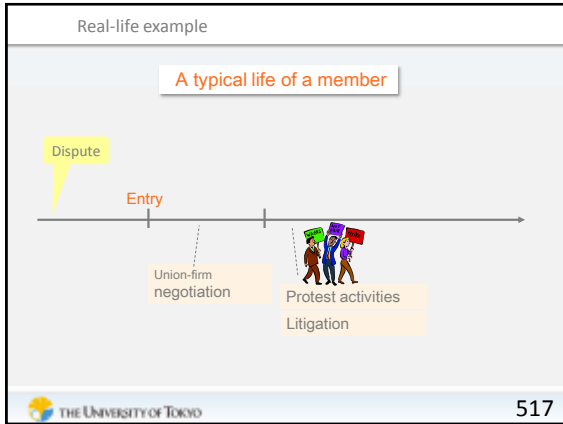 Real-life example
A typical life of a member
Dispute
Entry
Union-firm
negotiation
Protest activities
Litigation
THE UNIVERSITY OF TOKYO
517